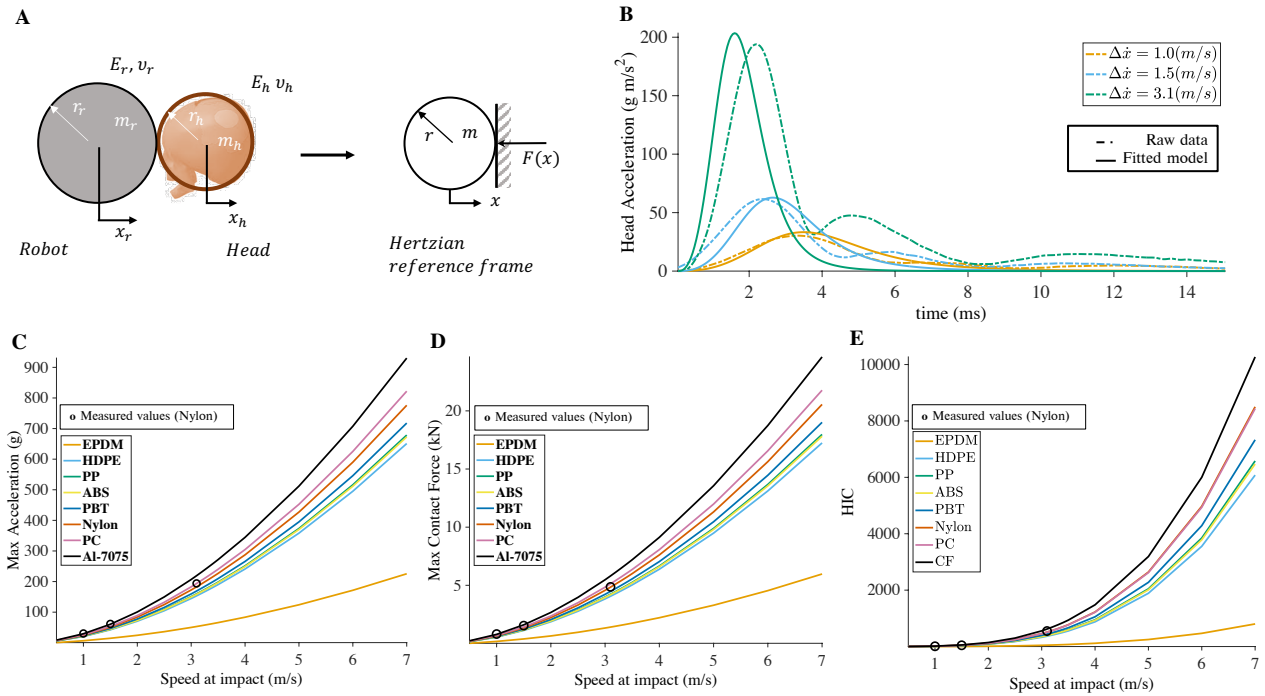 A
E_r, υ_r
E_h υ_h
r_r
m_r
r_h
m_h
x_r
x_h
Robot
Head
r
m
F(x)
x
Hertzian
reference frame
B
Head Acceleration (g m/s²)
200
150
100
50
0
2
4
6
8
10
12
14
time (ms)
Δẋ = 1.0(m/s)
Δẋ = 1.5(m/s)
Δẋ = 3.1(m/s)
Raw data
Fitted model
C
Max Acceleration (g)
900
800
700
600
500
400
300
200
100
1
2
3
4
5
6
7
Speed at impact (m/s)
Measured values (Nylon)
EPDM
HDPE
PP
ABS
PBT
Nylon
PC
Al-7075
D
Max Contact Force (kN)
20
15
10
5
1
2
3
4
5
6
7
Speed at impact (m/s)
Measured values (Nylon)
EPDM
HDPE
PP
ABS
PBT
Nylon
PC
Al-7075
E
HIC
10000
8000
6000
4000
2000
1
2
3
4
5
6
7
Speed at impact (m/s)
Measured values (Nylon)
EPDM
HDPE
PP
ABS
PBT
Nylon
PC
CF